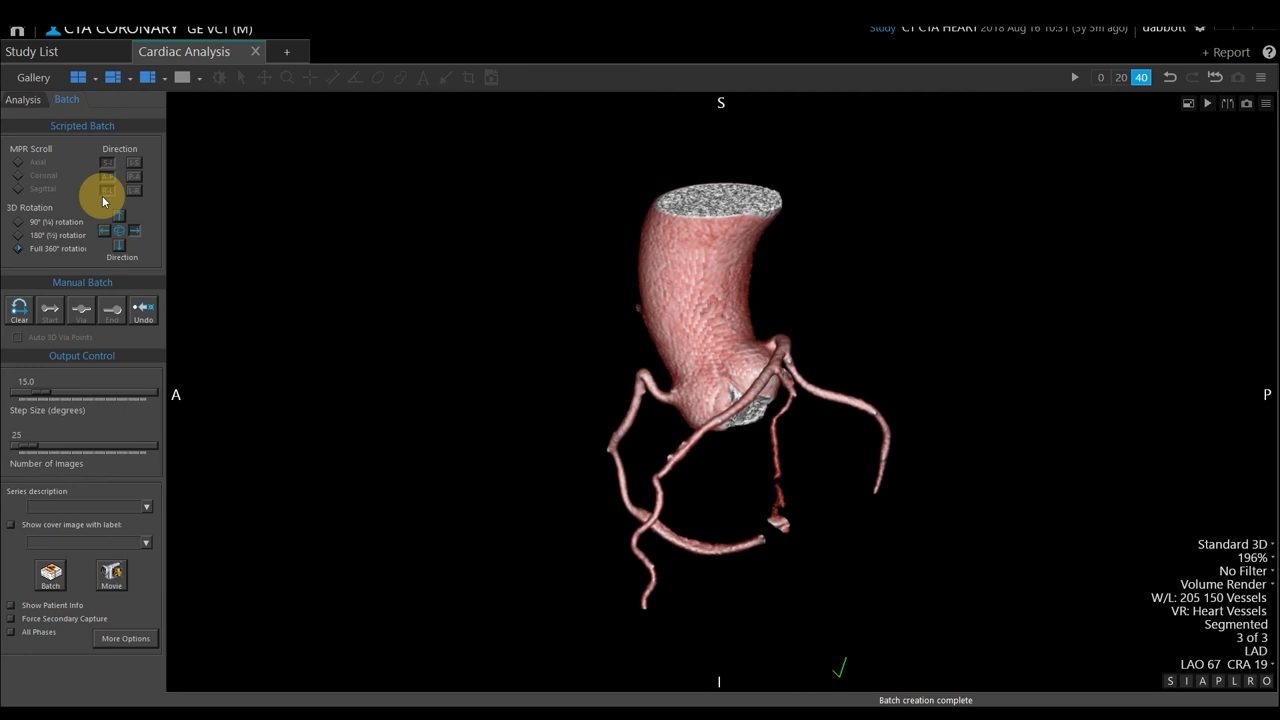 CTA CORONARY GE VCT (M)
Study CT CTA HEART 2018 Aug 16 10:31 (5y 5m ago) dabbott
Study List Cardiac Analysis × + + Report ?
Gallery 0 20 40
Analysis Batch
Scripted Batch
MPR Scroll Direction
Axial S-I I-S
Coronal A-P P-A
Sagittal R-L L-R
3D Rotation
90° (¼) rotation
180° (½) rotation
Full 360° rotatio
Direction
Manual Batch
Clear Start Via End Undo
Auto 3D Via Points
Output Control
15.0
Step Size (degrees)
25
Number of Images
Series description
Show cover image with label:
Batch Movie
Show Patient Info
Force Secondary Capture
All Phases
More Options
S
A
P
I
Standard 3D
196%
No Filter
Volume Render
W/L: 205 150 Vessels
VR: Heart Vessels
Segmented
3 of 3
LAD
LAO 67 CRA 19
S I A P L R O
Batch creation complete